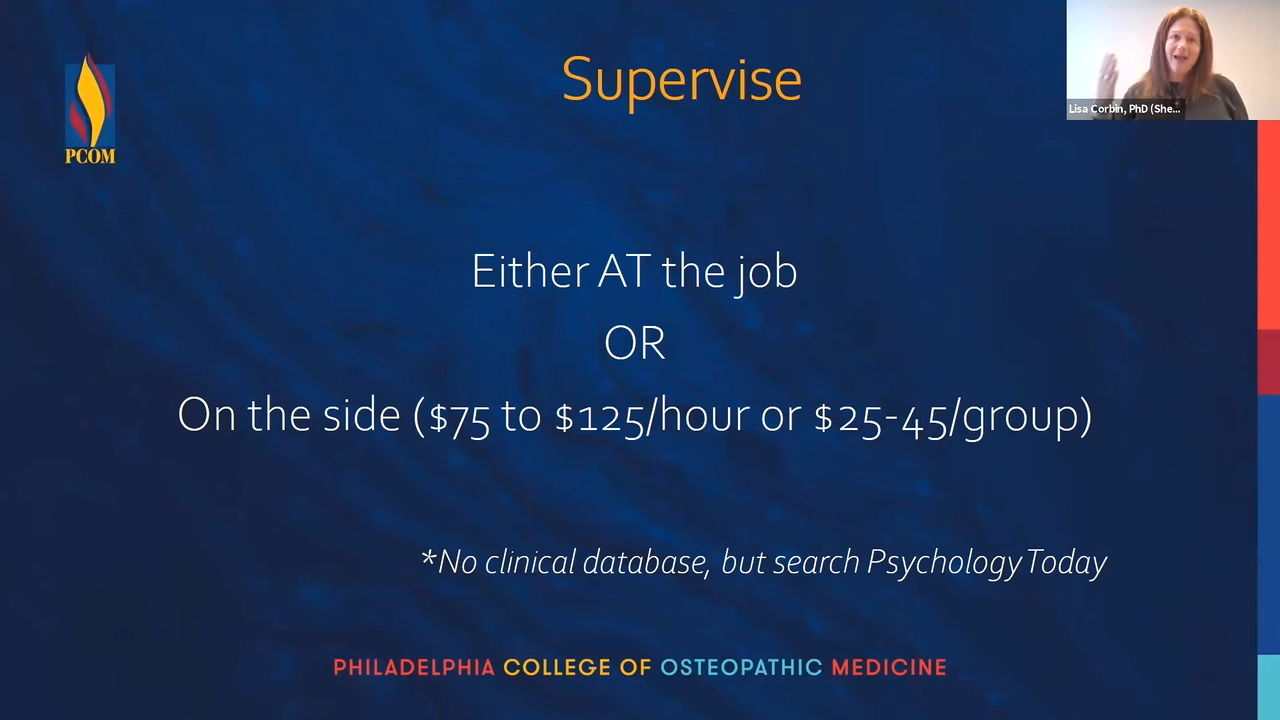 Supervise
Lisa Corbin, PhD (She...
PCOM
Either AT the job
OR
On the side ($75 to $125/hour or $25-45/group)
*No clinical database, but search Psychology Today
PHILADELPHIA COLLEGE OF OSTEOPATHIC MEDICINE